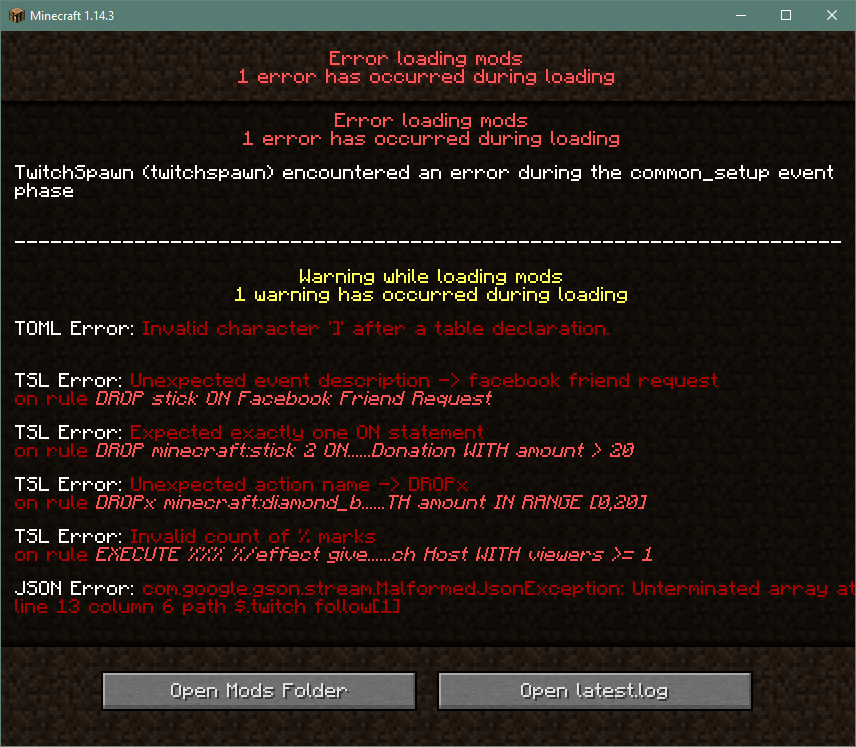 Minecraft 1.14.3
Error loading mods
1 error has occurred during loading
Error loading mods
1 error has occurred during loading
TwitchSpawn (twitchspawn) encountered an error during the common_setup event
phase
Warning while loading mods
1 warning has occurred during loading
TOML Error: Invalid character ']' after a table declaration.
TSL Error: Unexpected event description -> facebook friend request
on rule DROP stick ON Facebook Friend Request
TSL Error: Expected exactly one ON statement
on rule DROP minecraft:stick 2 ON.....Donation WITH amount > 20
TSL Error: Unexpected action name -> DROPx
on rule DROPx minecraft:diamond_b.....TH amount IN RANGE [0,20]
TSL Error: Invalid count of % marks
on rule EXECUTE %%% %/effect give.....ch Host WITH viewers >= 1
JSON Error: com.google.gson.stream.MalformedJsonException: Unterminated array at
line 13 column 6 path $.twitch follow[1]
Open Mods Folder
Open latest.log